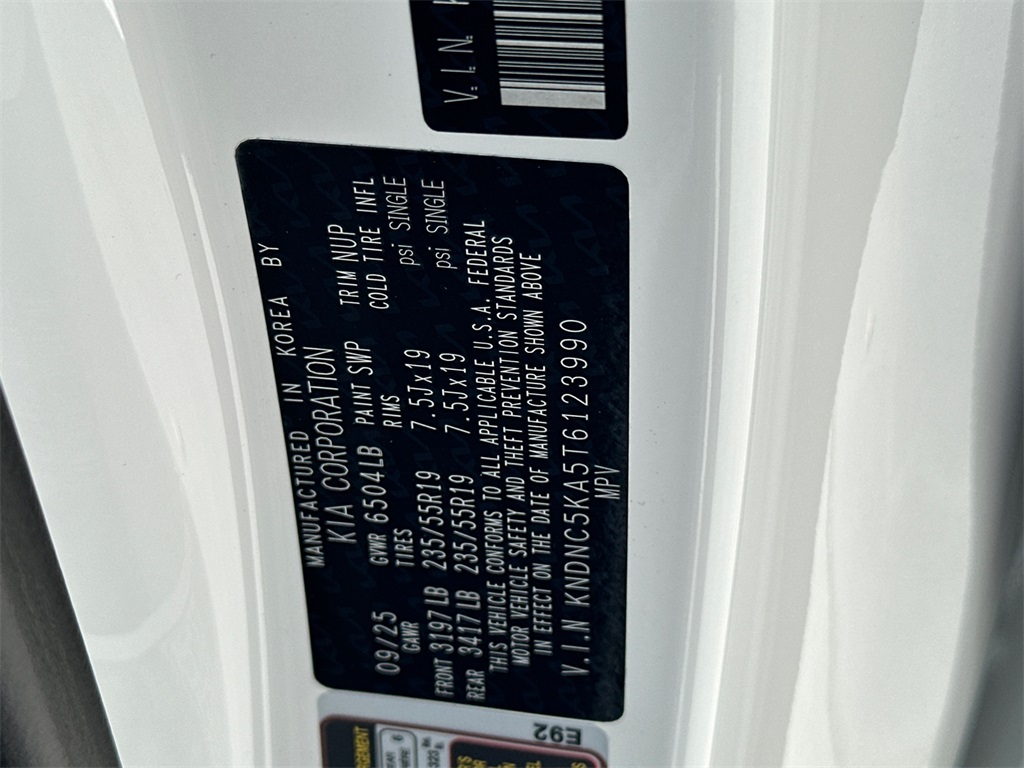 V.I.N.
MANUFACTURED IN KOREA BY
KIA CORPORATION
09/25 GVWR 6504LB PAINT SWP TRIM NUP
GAWR TIRES RIMS COLD TIRE INFL
FRONT 3197LB 235/55R19 7.5Jx19 psi SINGLE
REAR 3417LB 235/55R19 7.5Jx19 psi SINGLE
THIS VEHICLE CONFORMS TO ALL APPLICABLE U.S.A. FEDERAL
MOTOR VEHICLE SAFETY AND THEFT PREVENTION STANDARDS
IN EFFECT ON THE DATE OF MANUFACTURE SHOWN ABOVE
V.I.N KNDNC5KA5T6123990
MPV
E92